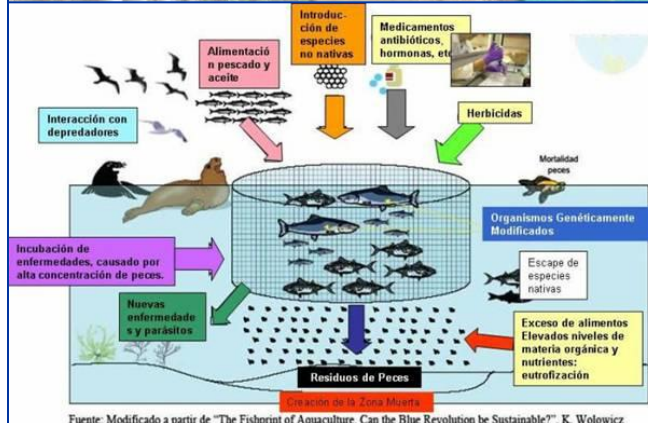 Introduc-
ción de
especies
no nativas
Medicamentos
antibióticos,
hormonas, etc
Alimentació
n pescado y
aceite
Herbicidas
Interacción con
depredadores
Mortalidad
peces
Organismos Genéticamente
Modificados
Incubación de
enfermedades, causado por
alta concentración de peces.
Escape de
especies
nativas
Nuevas
enfermedade
s y parásitos
Exceso de alimentos
Elevados niveles de
materia orgánica y
nutrientes:
eutrofización
Residuos de Peces
Creación de la Zona Muerta
Fuente: Modificado a partir de “The Fishprint of Aquaculture. Can the Blue Revolution be Sustainable?”. K. Wolowicz